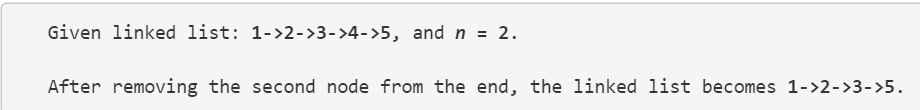 Given linked list: 1->2->3->4->5, and n = 2.
After removing the second node from the end, the linked list becomes 1->2->3->5.